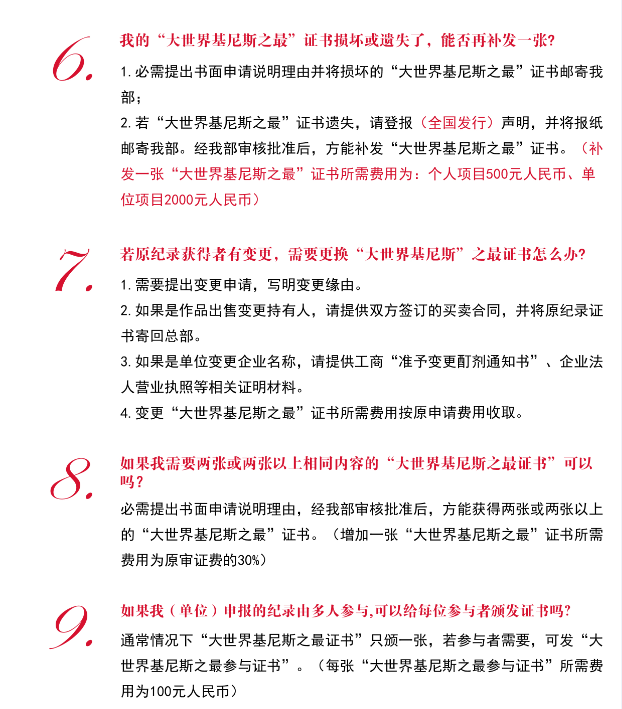 6.
我的“大世界基尼斯之最”证书损坏或遗失了，能否再补发一张?
1.必需提出书面申请说明理由并将损坏的“大世界基尼斯之最”证书邮寄我
部；
2.若“大世界基尼斯之最”证书遗失，请登报（全国发行）声明，并将报纸
邮寄我部。经我部审核批准后，方能补发“大世界基尼斯之最”证书。（补
发一张“大世界基尼斯之最”证书所需费用为：个人项目500元人民币、单
位项目2000元人民币）
7.
若原纪录获得者有变更，需要更换“大世界基尼斯”之最证书怎么办?
1.需要提出变更申请，写明变更缘由。
2.如果是作品出售变更持有人，请提供双方签订的买卖合同，并将原纪录证
书寄回总部。
3.如果是单位变更企业名称，请提供工商“准予变更酊剂通知书”、企业法
人营业执照等相关证明材料。
4.变更“大世界基尼斯之最”证书所需费用按原申请费用收取。
8.
如果我需要两张或两张以上相同内容的“大世界基尼斯之最证书”可以
吗?
必需提出书面申请说明理由，经我部审核批准后，方能获得两张或两张以上
的“大世界基尼斯之最”证书。（增加一张“大世界基尼斯之最”证书所需
费用为原审证费的30%）
9.
如果我（单位）申报的纪录由多人参与,可以给每位参与者颁发证书吗?
通常情况下“大世界基尼斯之最证书”只颁一张，若参与者需要，可发“大
世界基尼斯之最参与证书”。（每张“大世界基尼斯之最参与证书”所需费
用为100元人民币）